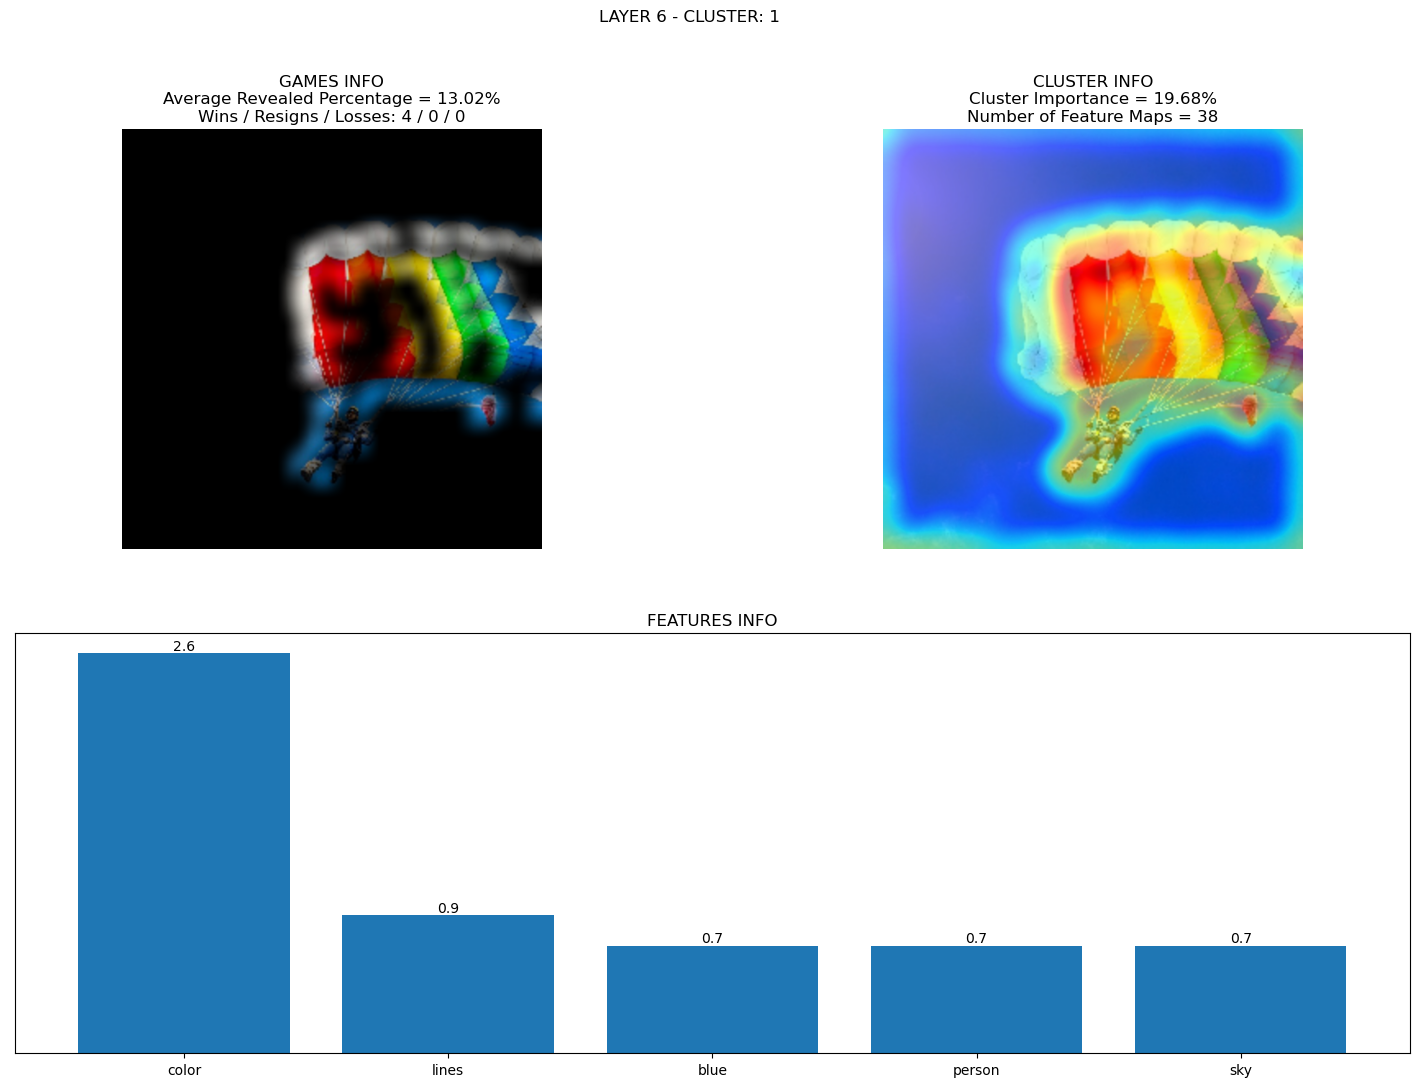 LAYER 6 - CLUSTER: 1
GAMES INFO
Average Revealed Percentage = 13.02%
Wins / Resigns / Losses: 4 / 0 / 0
CLUSTER INFO
Cluster Importance = 19.68%
Number of Feature Maps = 38
FEATURES INFO
2.6
0.9
0.7
0.7
0.7
color
lines
blue
person
sky